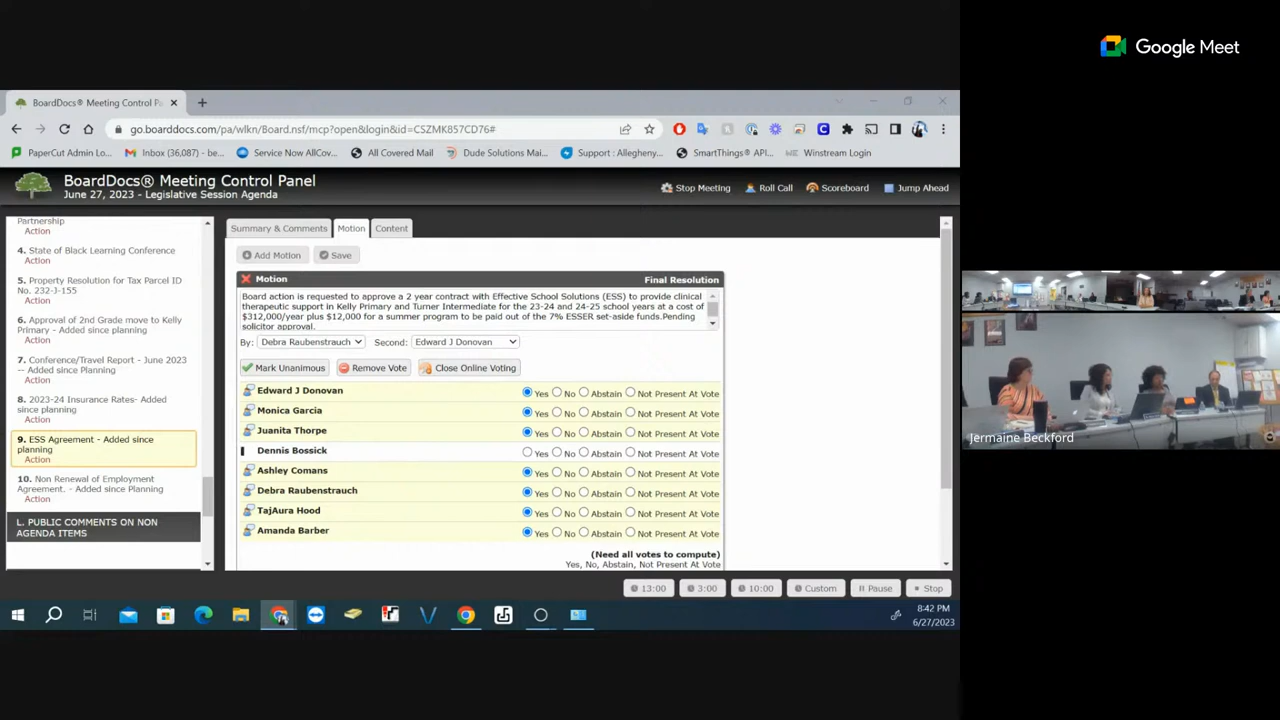 Google Meet
BoardDocs® Meeting Control Pa
go.boarddocs.com/pa/wlkn/Board.nsf/mcp?open&login&id=CSZMK857CD76#
PaperCut Admin Lo...
Inbox (36,087) - be...
Service Now AllCov...
All Covered Mail
Dude Solutions Mai...
Support : Allegheny...
SmartThings® API...
Winstream Login
BoardDocs® Meeting Control Panel
June 27, 2023 - Legislative Session Agenda
Stop Meeting
Roll Call
Scoreboard
Jump Ahead
Partnership
Action
4. State of Black Learning Conference
Action
5. Property Resolution for Tax Parcel ID
No. 232-J-155
Action
6. Approval of 2nd Grade move to Kelly
Primary - Added since planning
Action
7. Conference/Travel Report - June 2023
-- Added since planning
Action
8. 2023-24 Insurance Rates- Added
since planning
Action
9. ESS Agreement - Added since
planning
Action
10. Non Renewal of Employment
Agreement. - Added since Planning
Action
L. PUBLIC COMMENTS ON NON
AGENDA ITEMS
Summary & Comments
Motion
Content
Add Motion
Save
Motion
Final Resolution
Board action is requested to approve a 2 year contract with Effective School Solutions (ESS) to provide clinical
therapeutic support in Kelly Primary and Turner Intermediate for the 23-24 and 24-25 school years at a cost of
$312,000/year plus $12,000 for a summer program to be paid out of the 7% ESSER set-aside funds.Pending
solicitor approval.
By: Debra Raubenstrauch
Second: Edward J Donovan
Mark Unanimous
Remove Vote
Close Online Voting
Edward J Donovan Yes No Abstain Not Present At Vote
Monica Garcia Yes No Abstain Not Present At Vote
Juanita Thorpe Yes No Abstain Not Present At Vote
Dennis Bossick Yes No Abstain Not Present At Vote
Ashley Comans Yes No Abstain Not Present At Vote
Debra Raubenstrauch Yes No Abstain Not Present At Vote
TajAura Hood Yes No Abstain Not Present At Vote
Amanda Barber Yes No Abstain Not Present At Vote
(Need all votes to compute)
Yes, No, Abstain, Not Present At Vote
13:00
3:00
10:00
Custom
Pause
Stop
8:42 PM
6/27/2023
Jermaine Beckford